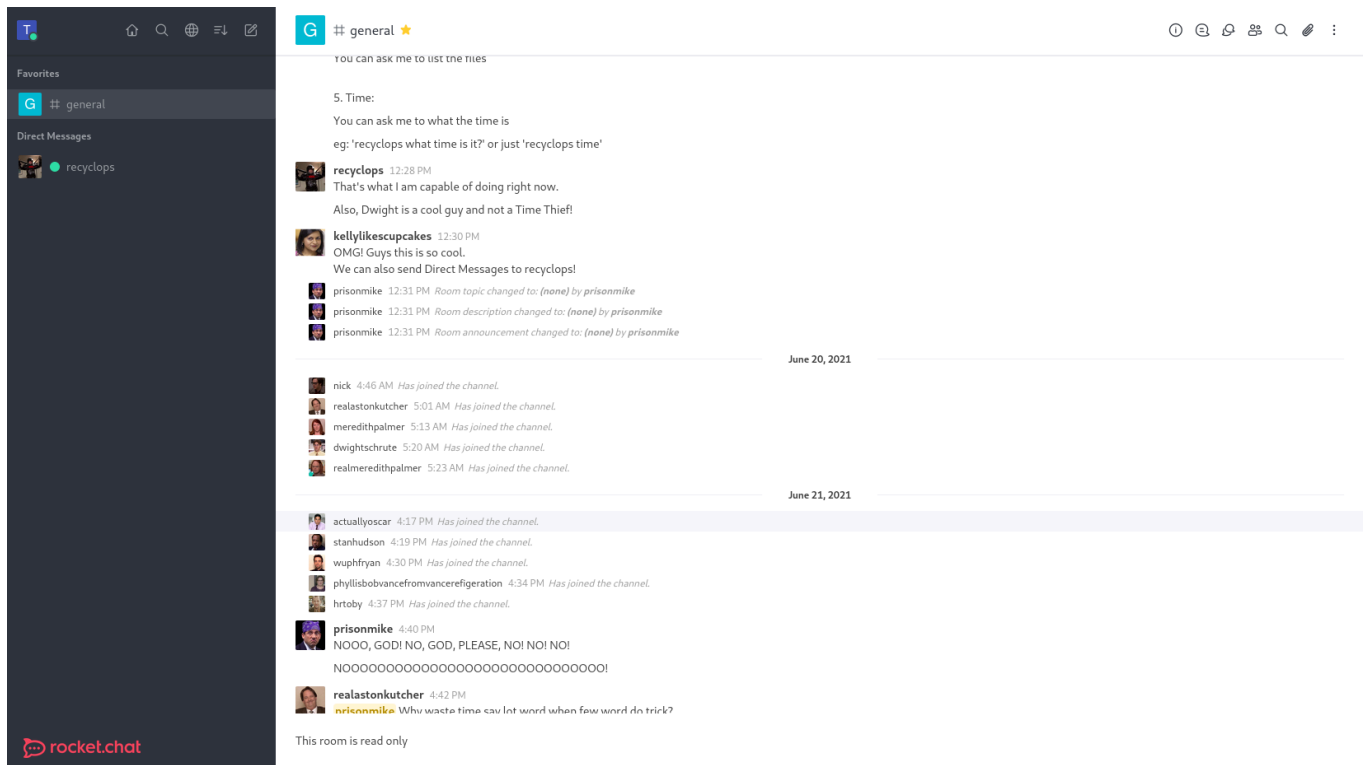 T
G general
Favorites
G general
Direct Messages
recyclops
You can ask me to list the files
5. Time:
You can ask me to what the time is
eg: 'recyclops what time is it?' or just 'recyclops time'
recyclops 12:28 PM
That's what I am capable of doing right now.
Also, Dwight is a cool guy and not a Time Thief!
kellylikescupcakes 12:30 PM
OMG! Guys this is so cool.
We can also send Direct Messages to recyclops!
prisonmike 12:31 PM Room topic changed to: (none) by prisonmike
prisonmike 12:31 PM Room description changed to: (none) by prisonmike
prisonmike 12:31 PM Room announcement changed to: (none) by prisonmike
June 20, 2021
nick 4:46 AM Has joined the channel.
realastonkutcher 5:01 AM Has joined the channel.
meredithpalmer 5:13 AM Has joined the channel.
dwightschrute 5:20 AM Has joined the channel.
realmeredithpalmer 5:23 AM Has joined the channel.
June 21, 2021
actuallyoscar 4:17 PM Has joined the channel.
stanhudson 4:19 PM Has joined the channel.
wuphfryan 4:30 PM Has joined the channel.
phyllisbobvancefromvancerefigeration 4:34 PM Has joined the channel.
hrtoby 4:37 PM Has joined the channel.
prisonmike 4:40 PM
NOOO, GOD! NO, GOD, PLEASE, NO! NO! NO!
NOOOOOOOOOOOOOOOOOOOOOOOOOOOOOO!
realastonkutcher 4:42 PM
prisonmike Why waste time say lot word when few word do trick?
rocket.chat
This room is read only